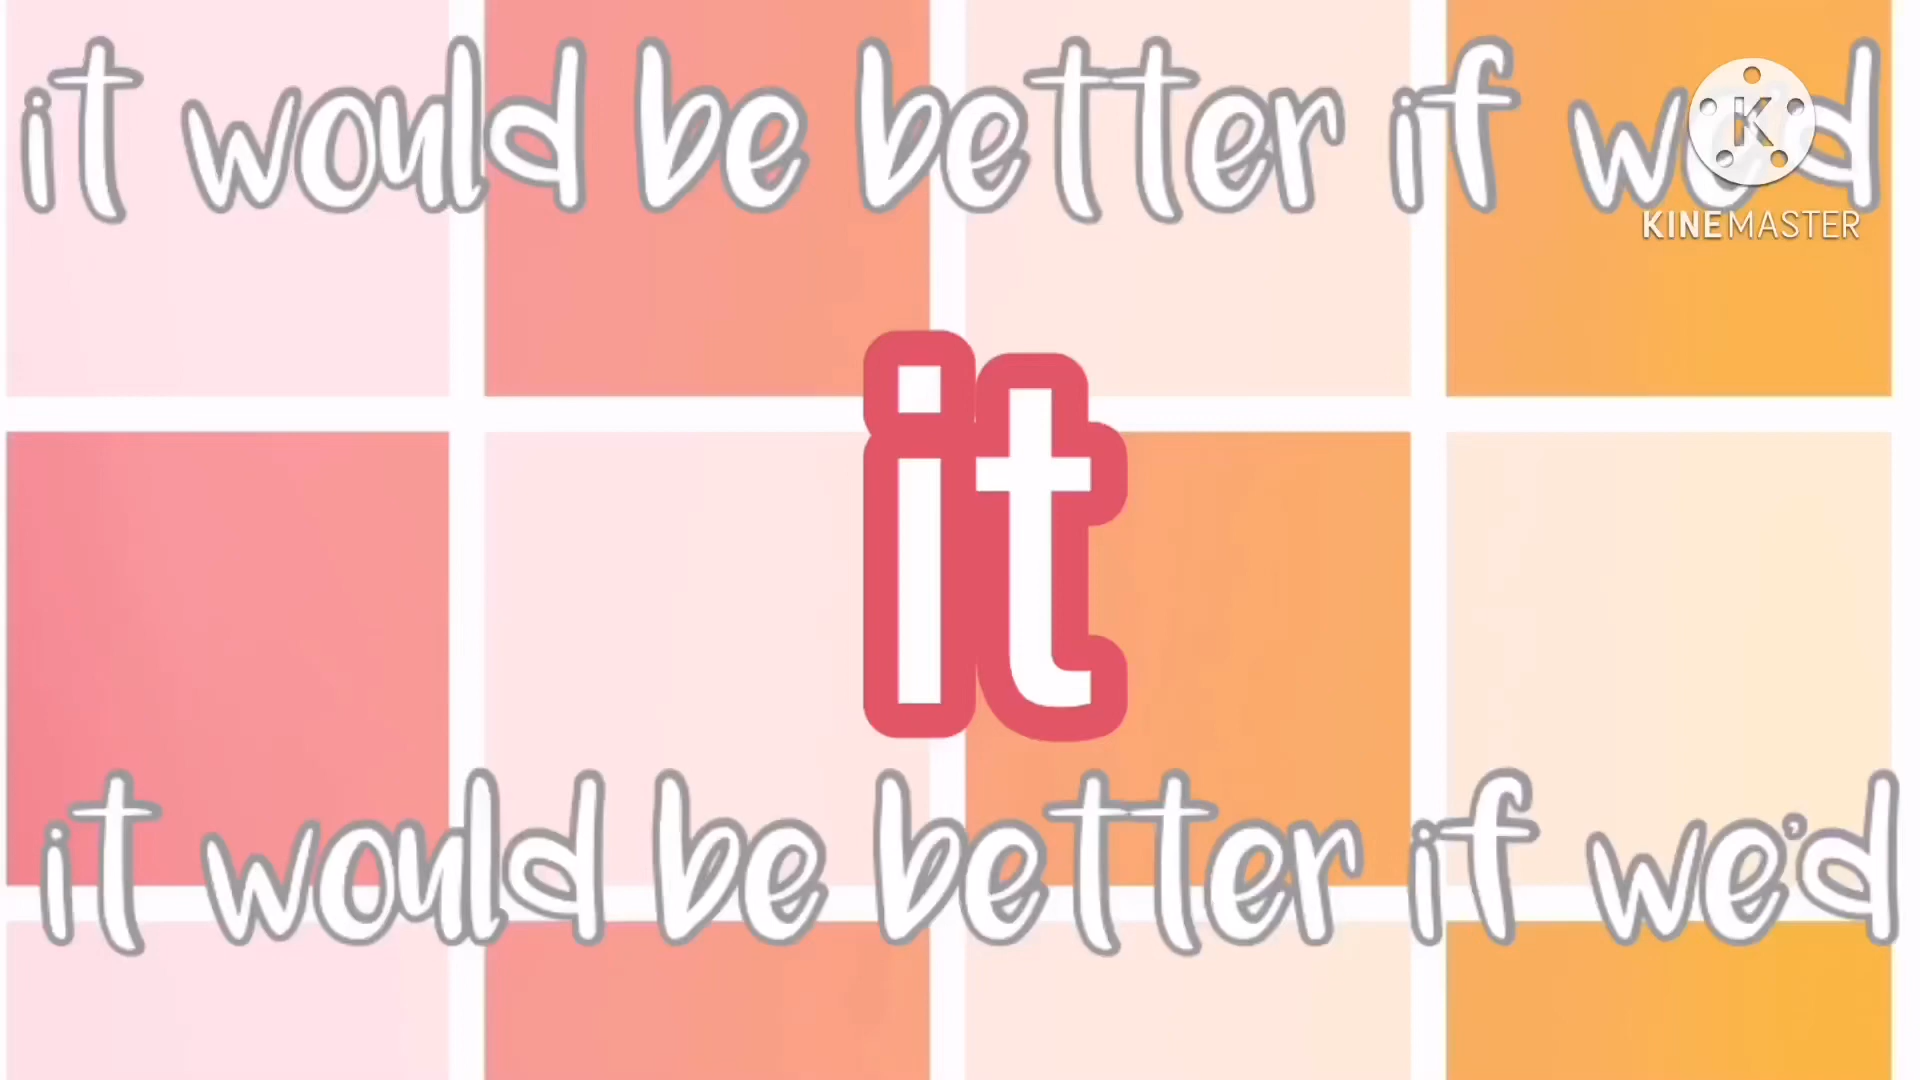 it would be better if we'd
K
KINEMASTER
it
it would be better if we'd